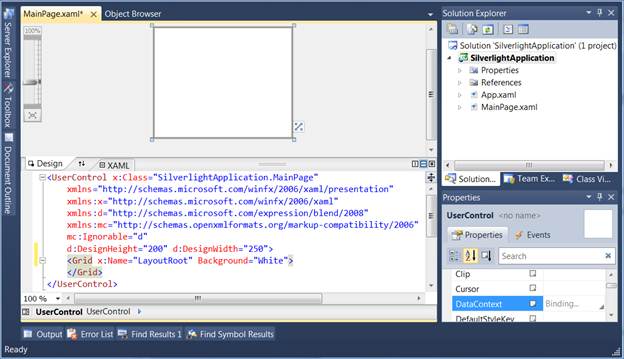 MainPage.xaml*
Object Browser
Server Explorer
Toolbox
Document Outline
100%
Design
XAML
<UserControl x:Class="SilverlightApplication.MainPage"
xmlns="http://schemas.microsoft.com/winfx/2006/xaml/presentation"
xmlns:x="http://schemas.microsoft.com/winfx/2006/xaml"
xmlns:d="http://schemas.microsoft.com/expression/blend/2008"
xmlns:mc="http://schemas.openxmlformats.org/markup-compatibility/2006"
mc:Ignorable="d"
d:DesignHeight="200" d:DesignWidth="250">
<Grid x:Name="LayoutRoot" Background="White">
</Grid>
</UserControl>
100 %
UserControl UserControl
Solution Explorer
Solution 'SilverlightApplication' (1 project)
SilverlightApplication
Properties
References
App.xaml
MainPage.xaml
Solution...
Team Ex...
Class Vi...
Properties
UserControl <no name>
Properties
Events
Search
Clip
Cursor
DataContext
Binding...
DefaultStyleKey
Output
Error List
Find Results 1
Find Symbol Results
Ready